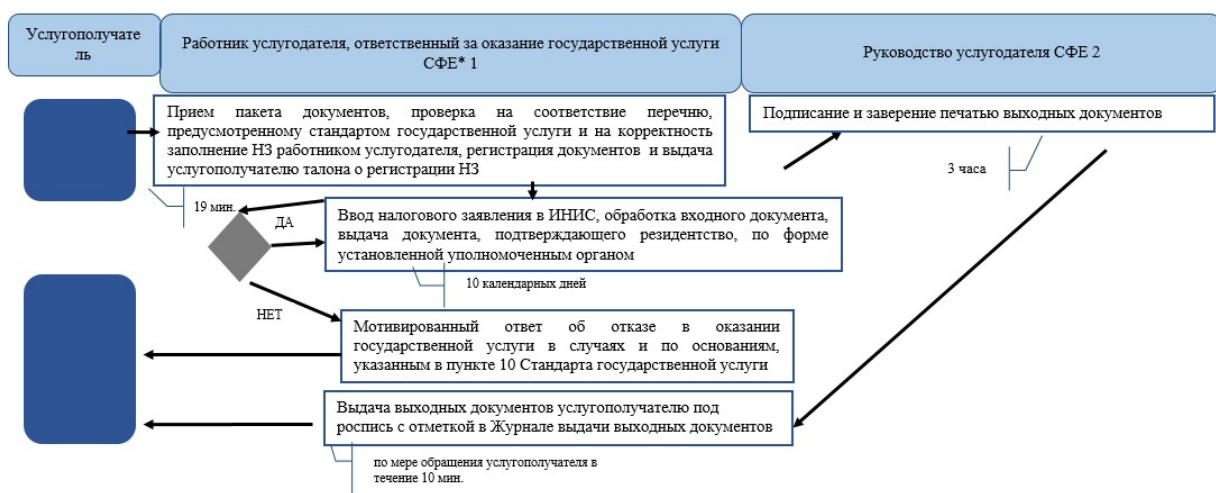 Услугополучате
ль
Работник услугодателя, ответственный за оказание государственной услуги
СФЕ* 1
Руководство услугодателя СФЕ 2
Прием пакета документов, проверка на соответствие перечню,
предусмотренному стандартом государственной услуги и на корректность
заполнение НЗ работником услугодателя, регистрация документов и выдача
услугополучателю талона о регистрации НЗ
Подписание и заверение печатью выходных документов
3 часа
19 мин.
ДА
Ввод налогового заявления в ИНИС, обработка входного документа,
выдача документа, подтверждающего резидентство, по форме
установленной уполномоченным органом
10 календарных дней
НЕТ
Мотивированный ответ об отказе в оказании
государственной услуги в случаях и по основаниям,
указанным в пункте 10 Стандарта государственной услуги
Выдача выходных документов услугополучателю под
роспись с отметкой в Журнале выдачи выходных документов
по мере обращения услугополучателя в
течение 10 мин.